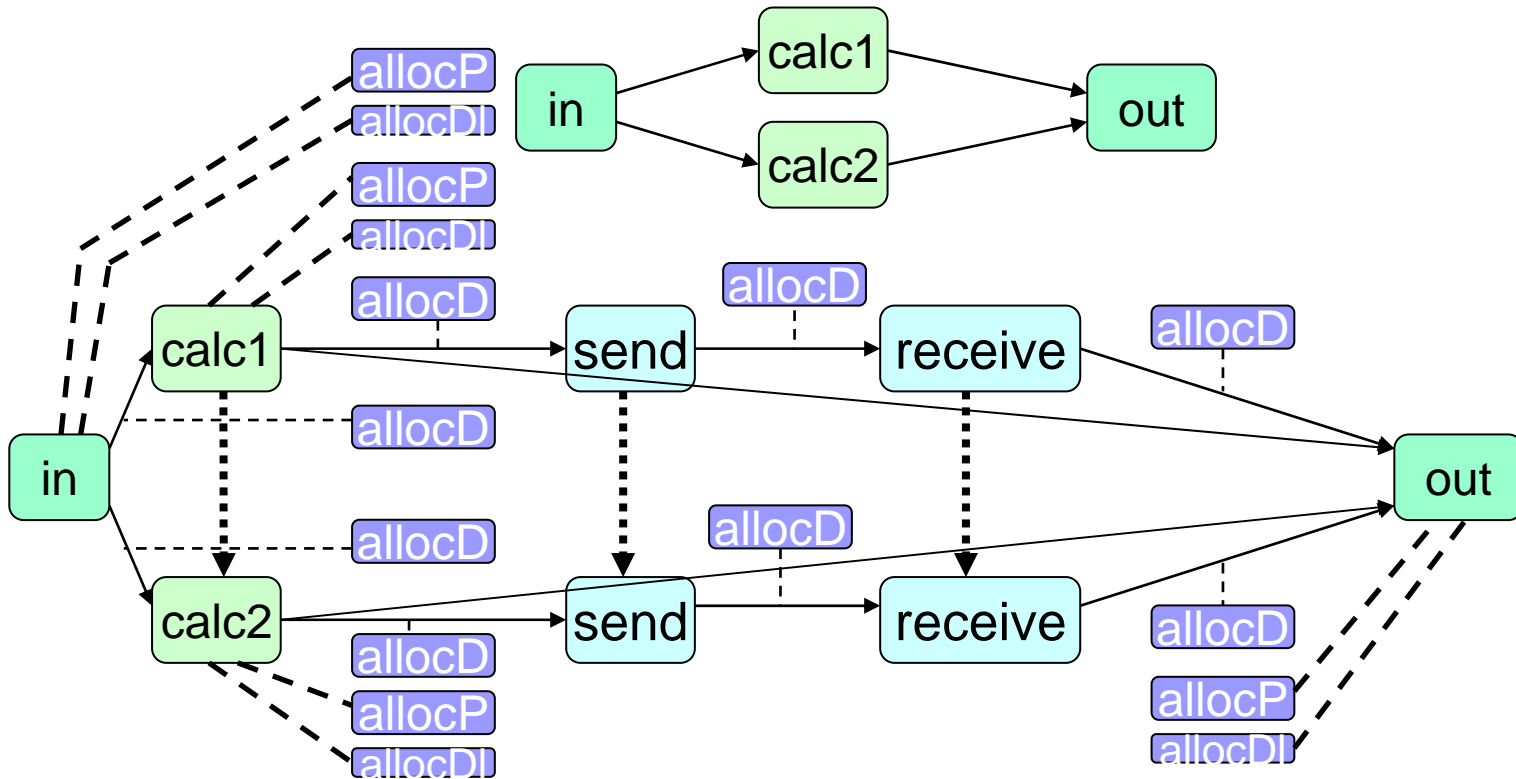 calc1
allocP
in
out
allocDI
calc2
allocP
allocDI
allocD
allocD
allocD
calc1
send
receive
allocD
in
out
allocD
allocD
calc2
send
receive
allocD
allocD
allocP
allocP
allocDI
allocDI